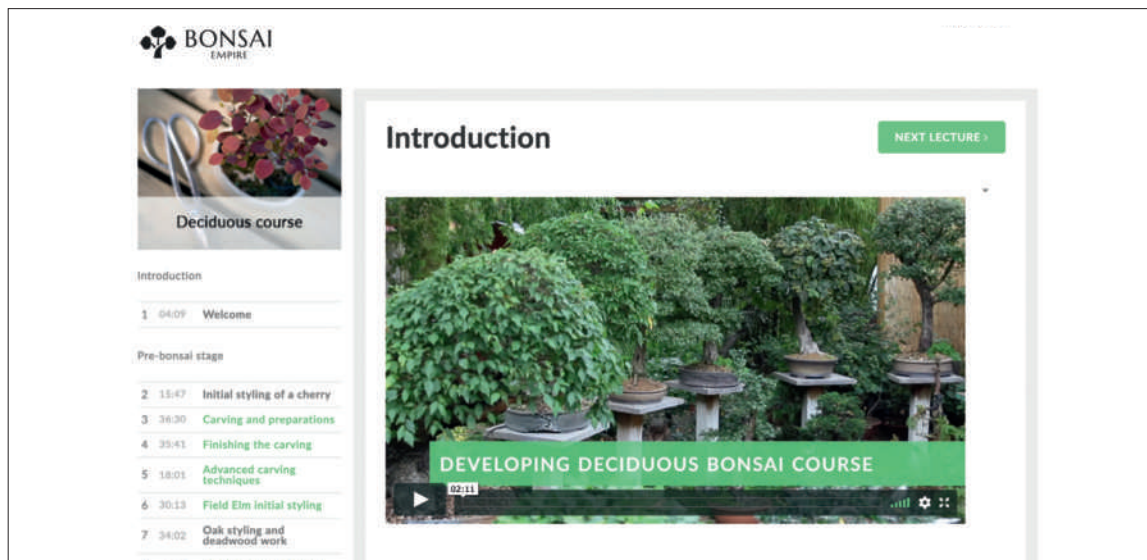 BONSAI
EMPIRE
Deciduous course
Introduction
1 04:09 Welcome
Pre-bonsai stage
2 15:47 Initial styling of a cherry
3 36:30 Carving and preparations
4 35:41 Finishing the carving
5 18:01 Advanced carving
techniques
6 30:13 Field Elm initial styling
7 34:02 Oak styling and
deadwood work
Introduction
NEXT LECTURE ›
DEVELOPING DECIDUOUS BONSAI COURSE
02:11